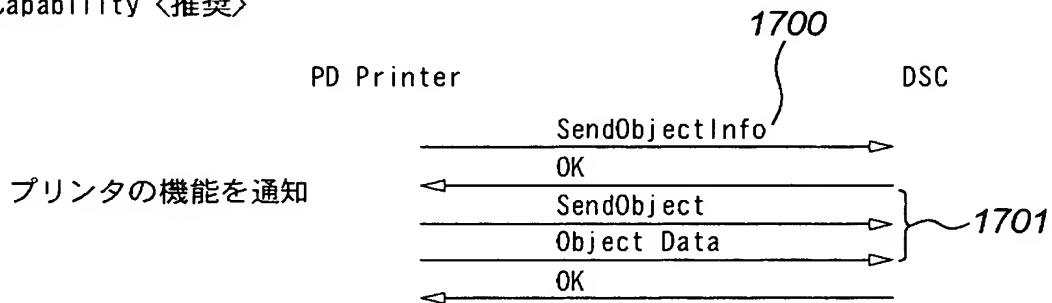 Capability〈推奨〉
1700
PD Printer
DSC
SendObjectInfo
OK
プリンタの機能を通知
SendObject
1701
Object Data
OK